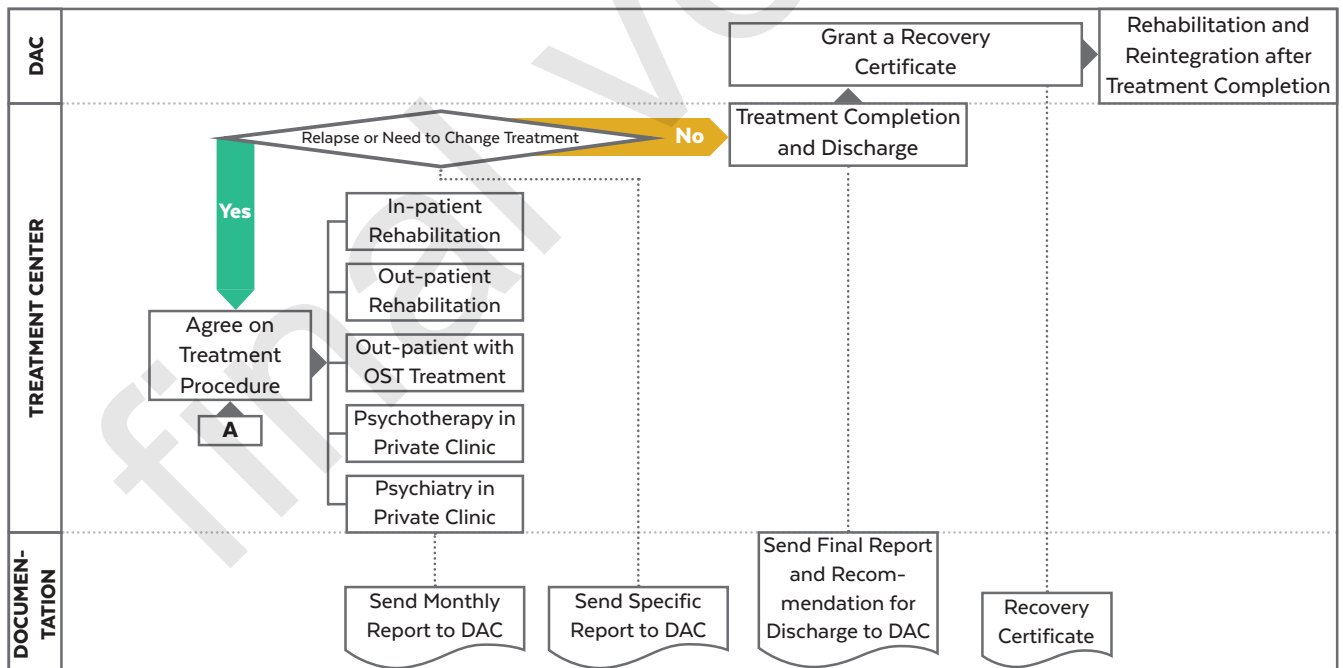 DAC
Grant a Recovery
Certificate
Rehabilitation and
Reintegration after
Treatment Completion
TREATMENT CENTER
Relapse or Need to Change Treatment
No
Treatment Completion
and Discharge
Yes
In-patient
Rehabilitation
Out-patient
Rehabilitation
Agree on
Treatment
Procedure
A
Out-patient with
OST Treatment
Psychotherapy in
Private Clinic
Psychiatry in
Private Clinic
DOCUMEN-
TATION
Send Monthly
Report to DAC
Send Specific
Report to DAC
Send Final Report
and Recom-
mendation for
Discharge to DAC
Recovery
Certificate
final ve